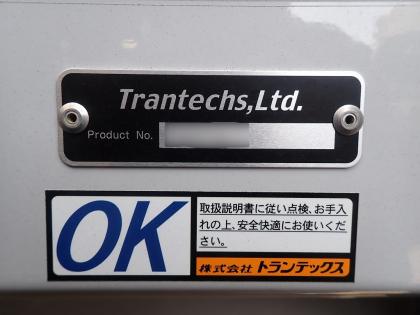 Trantechs,Ltd.
Product No.
OK
取扱説明書に従い点検、お手入
れの上、安全快適にお使いくだ
さい。
株式会社トランテックス